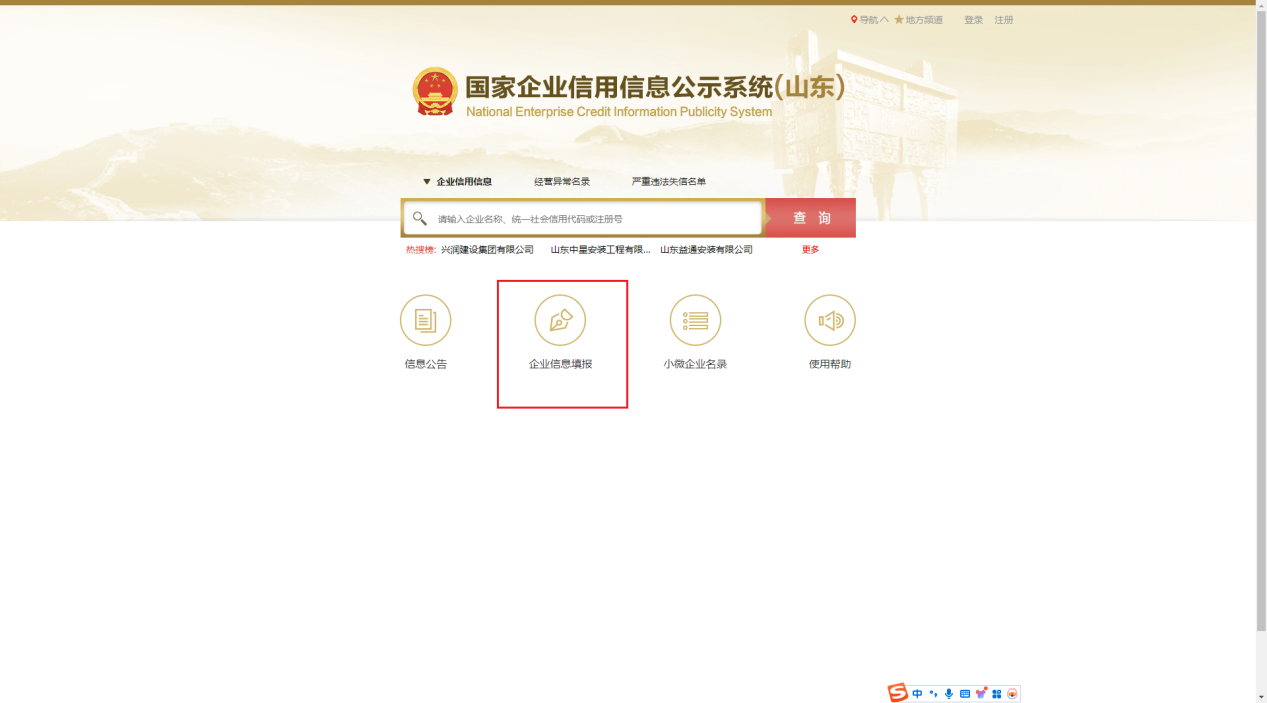 导航 地方频道 登录 注册
国家企业信用信息公示系统(山东)
National Enterprise Credit Information Publicity System
企业信用信息 经营异常名录 严重违法失信名单
请输入企业名称、统一社会信用代码或注册号 查 询
热搜榜: 兴润建设集团有限公司 山东中星安装工程有限... 山东益通安装有限公司 更多
信息公告 企业信息填报 小微企业名录 使用帮助
S 中